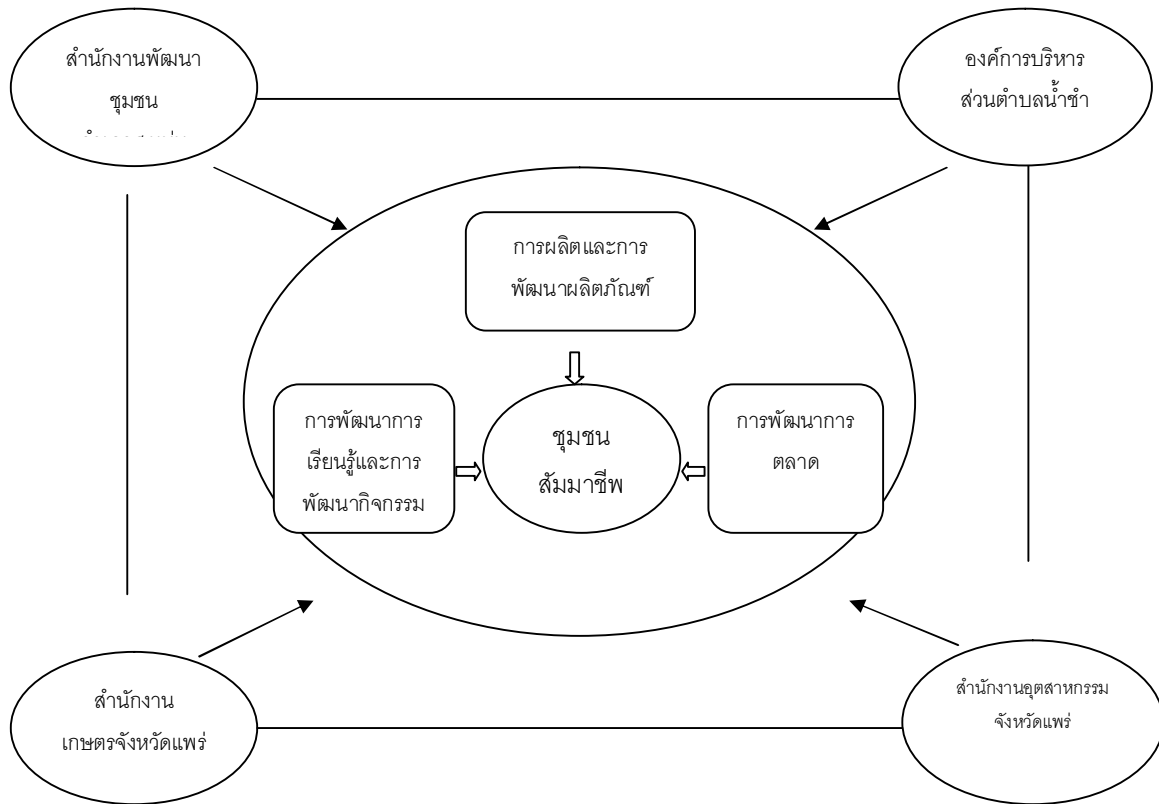 สำนักงานพัฒนา
ชุมชน
องค์การบริหาร
ส่วนตำบลน้ำชำ
การผลิตและการ
พัฒนาผลิตภัณฑ์
การพัฒนาการ
เรียนรู้และการ
พัฒนากิจกรรม
ชุมชน
สัมมาชีพ
การพัฒนาการ
ตลาด
สำนักงาน
เกษตรจังหวัดแพร่
สำนักงานอุตสาหกรรม
จังหวัดแพร่